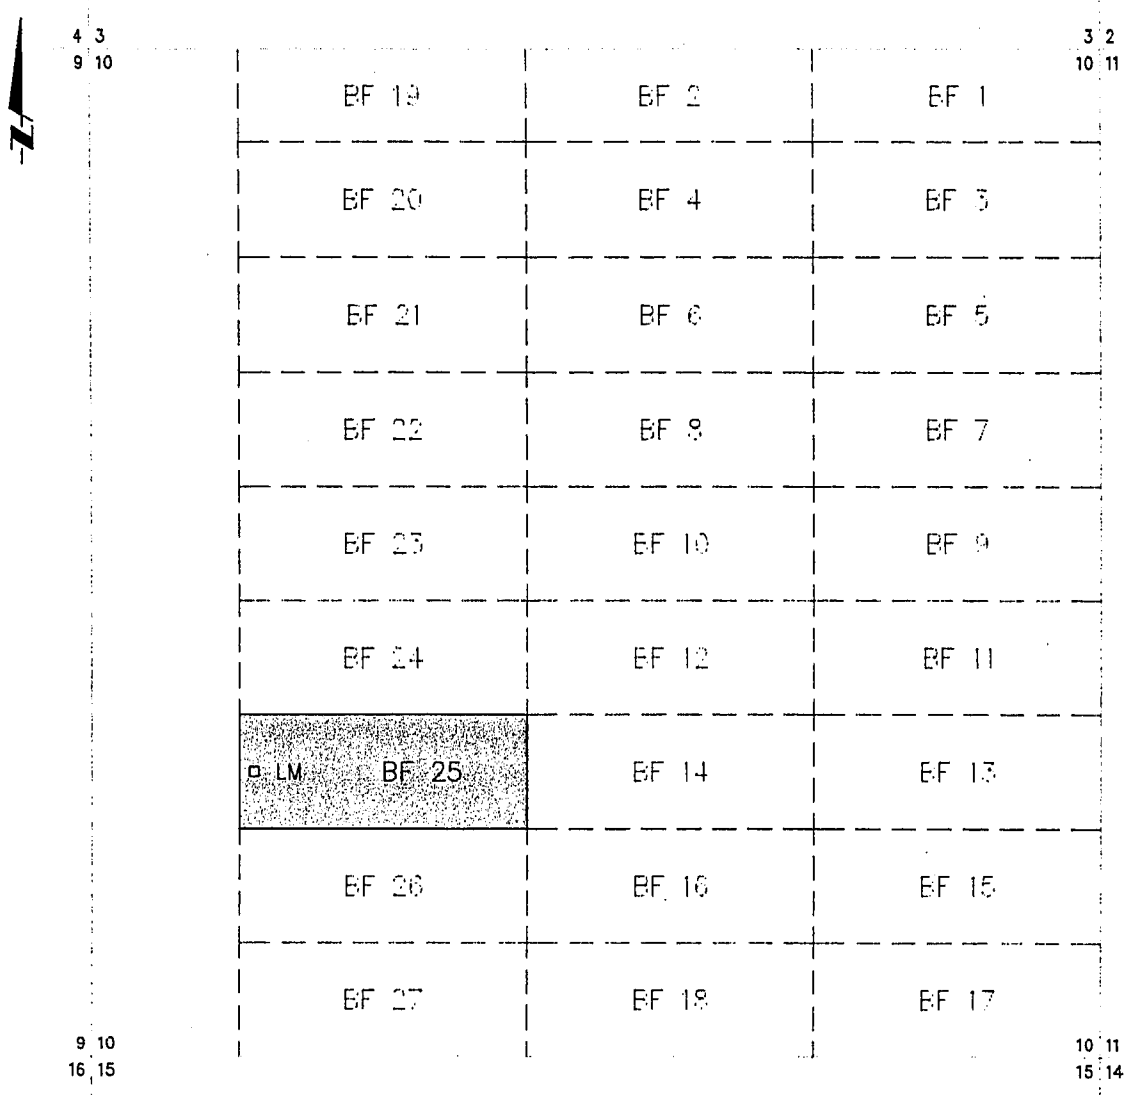 4 3 3 2
9 10 10 11
N
BF 19 BF 2 BF 1
BF 20 BF 4 BF 3
BF 21 BF 6 BF 5
BF 22 BF 8 BF 7
BF 23 BF 10 BF 9
BF 24 BF 12 BF 11
LM BF 25 BF 14 BF 13
BF 26 BF 16 BF 15
BF 27 BF 18 BF 17
9 10 10 11
16 15 15 14